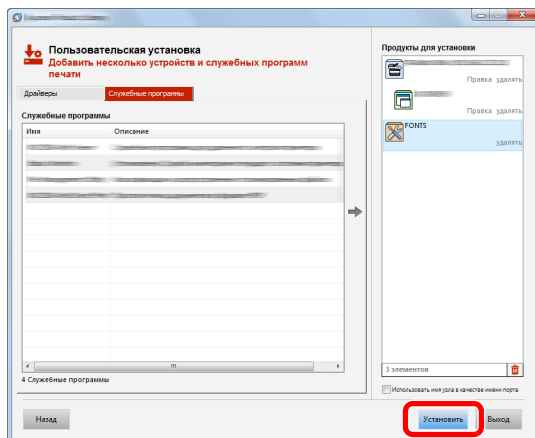 Пользовательская установка
Добавить несколько устройств и служебных программ
печати
Драйверы
Служебные программы
Служебные программы
Имя
Описание
4 Служебные программы
Продукты для установки
Правка удалять
Правка удалять
FONTS
удалять
3 элементов
Использовать имя узла в качестве имени порта
Назад
Установить
Выход